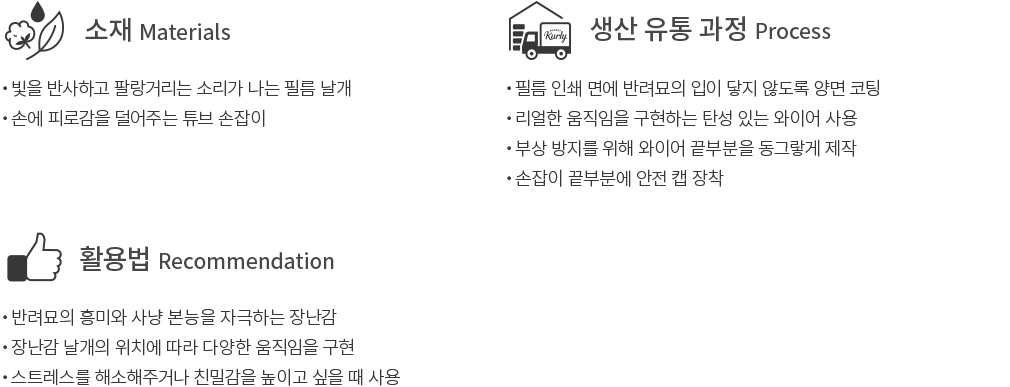 소재 Materials
• 빛을 반사하고 팔랑거리는 소리가 나는 필름 날개
• 손에 피로감을 덜어주는 튜브 손잡이
Kurly
생산 유통 과정 Process
• 필름 인쇄 면에 반려묘의 입이 닿지 않도록 양면 코팅
• 리얼한 움직임을 구현하는 탄성 있는 와이어 사용
• 부상 방지를 위해 와이어 끝부분을 동그랗게 제작
• 손잡이 끝부분에 안전 캡 장착
활용법 Recommendation
• 반려묘의 흥미와 사냥 본능을 자극하는 장난감
• 장난감 날개의 위치에 따라 다양한 움직임을 구현
• 스트레스를 해소해주거나 친밀감을 높이고 싶을 때 사용